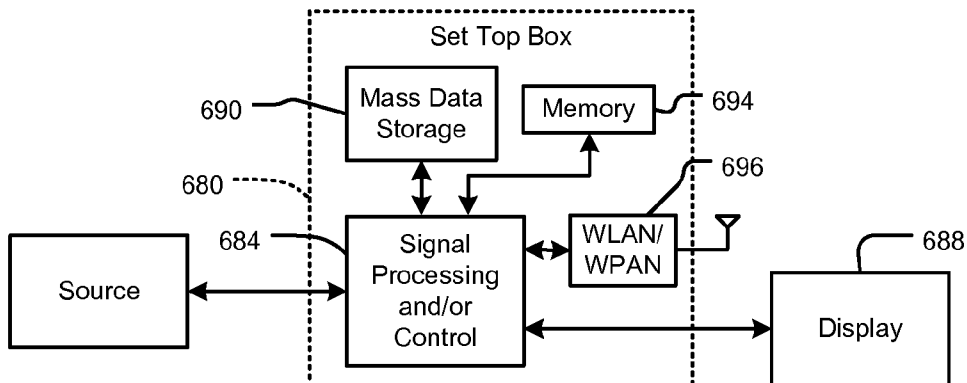 Set Top Box
690
Mass Data
Storage
Memory
694
680
696
684
Signal
Processing
and/or
Control
WLAN/
WPAN
688
Source
Display